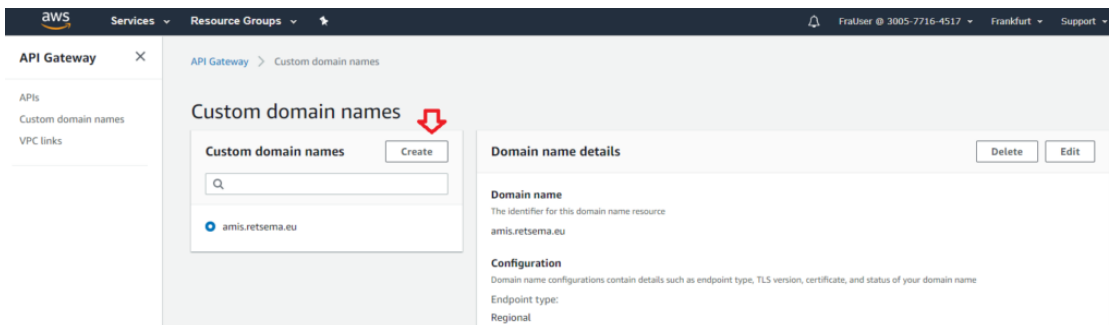 aws
Services
Resource Groups
FraUser @ 3005-7716-4517
Frankfurt
Support
API Gateway
APIs
Custom domain names
VPC links
API Gateway > Custom domain names
Custom domain names
Custom domain names
Create
amis.retsema.eu
Domain name details
Delete
Edit
Domain name
The identifier for this domain name resource
amis.retsema.eu
Configuration
Domain name configurations contain details such as endpoint type, TLS version, certificate, and status of your domain name
Endpoint type:
Regional